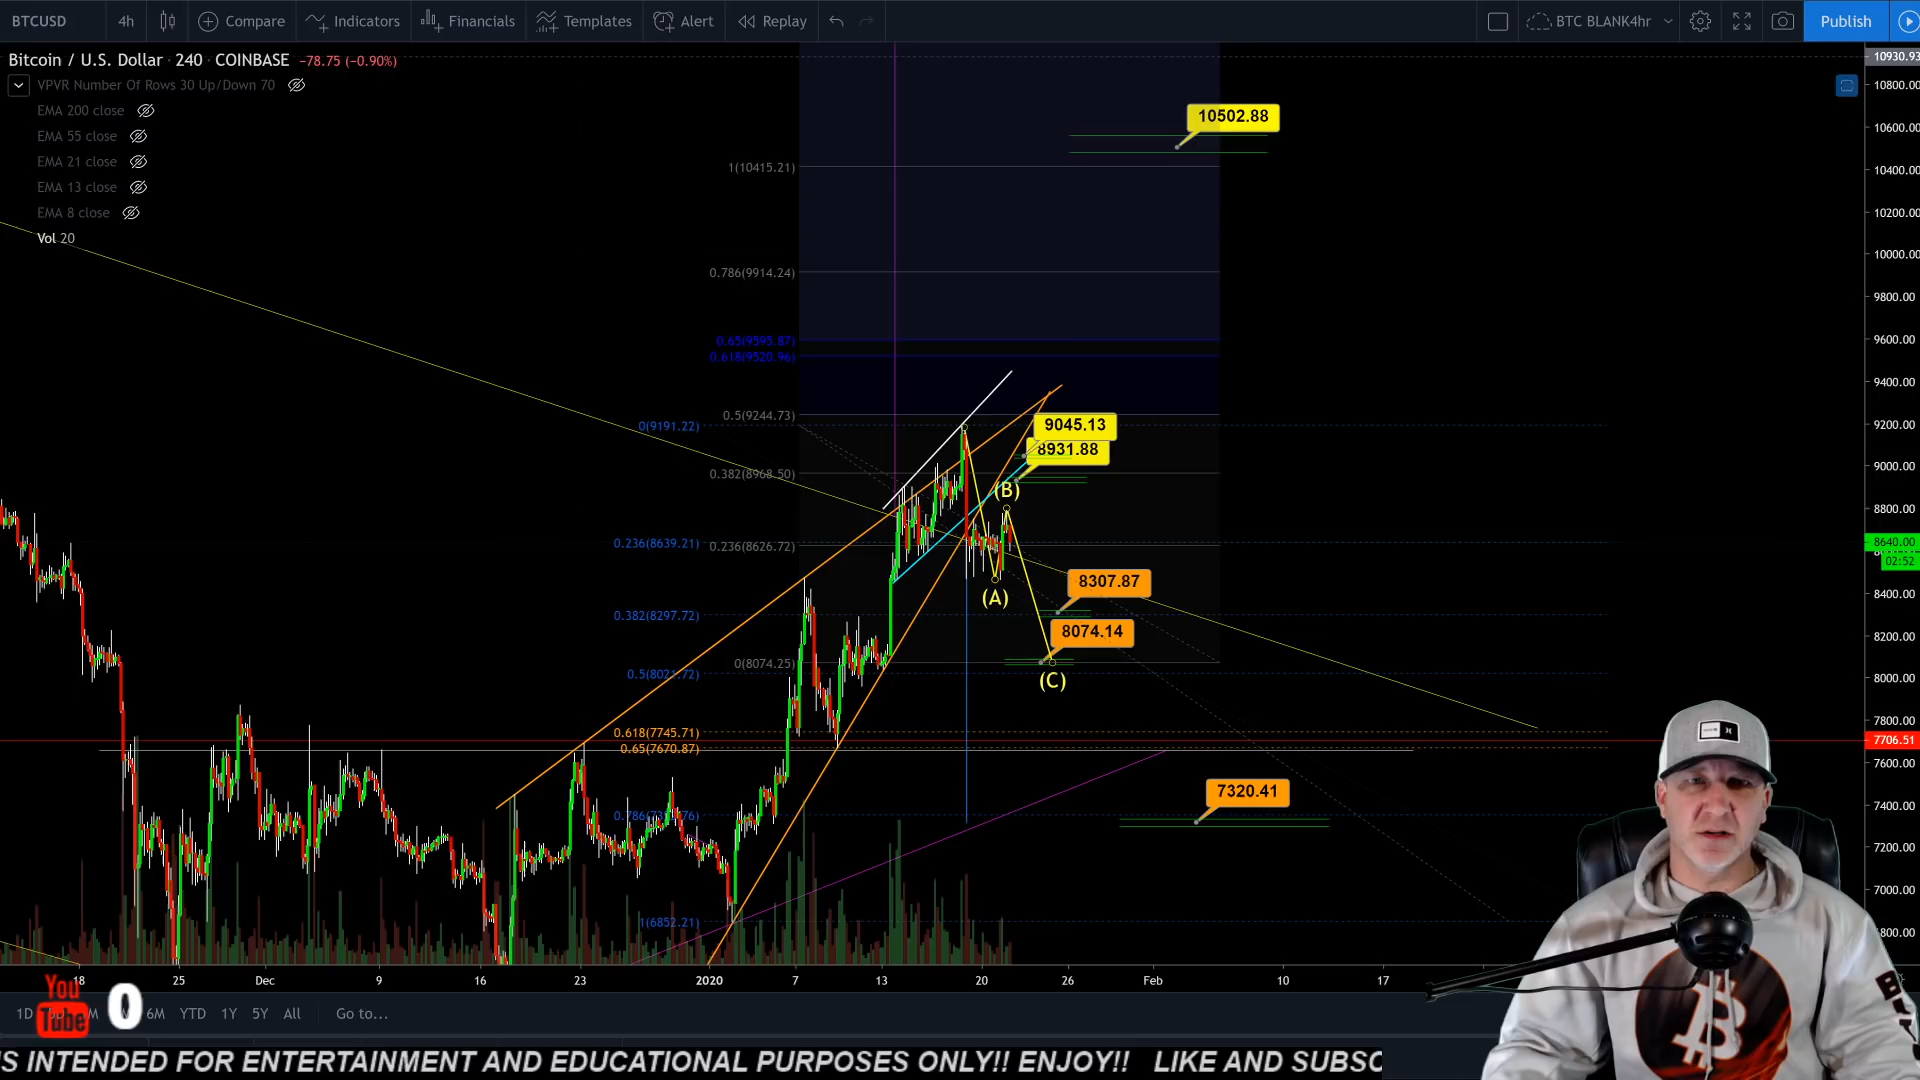 BTCUSD 4h Compare Indicators Financials Templates Alert Replay BTC BLANK4hr Publish
Bitcoin / U.S. Dollar · 240 · COINBASE −78.75 (−0.90%)
VPVR Number Of Rows 30 Up/Down 70
EMA 200 close
EMA 55 close
EMA 21 close
EMA 13 close
EMA 8 close
Vol 20
10930.93
10800.00
10600.00
10400.00
10200.00
10000.00
9800.00
9600.00
9400.00
9200.00
9000.00
8800.00
8640.00
02:52
8400.00
8200.00
8000.00
7800.00
7706.51
7600.00
7400.00
7200.00
7000.00
10502.88
1(10415.21)
0.786(9914.24)
0.65(9595.87)
0.618(9520.96)
0.5(9244.73)
0(9191.22)
9045.13
8931.88
0.382(8968.50)
(B)
0.236(8639.21)
0.236(8626.72)
(A)
8307.87
0.382(8297.72)
8074.14
0(8074.25)
0.5(8021.72)
(C)
0.618(7745.71)
0.65(7670.87)
7320.41
1(6852.21)
18 25 Dec 9 16 23 2020 7 13 20 26 Feb 10 17
1D 6M YTD 1Y 5Y All Go to...
You
Tube
0
S INTENDED FOR ENTERTAINMENT AND EDUCATIONAL PURPOSES ONLY!! ENJOY!! LIKE AND SUBSC